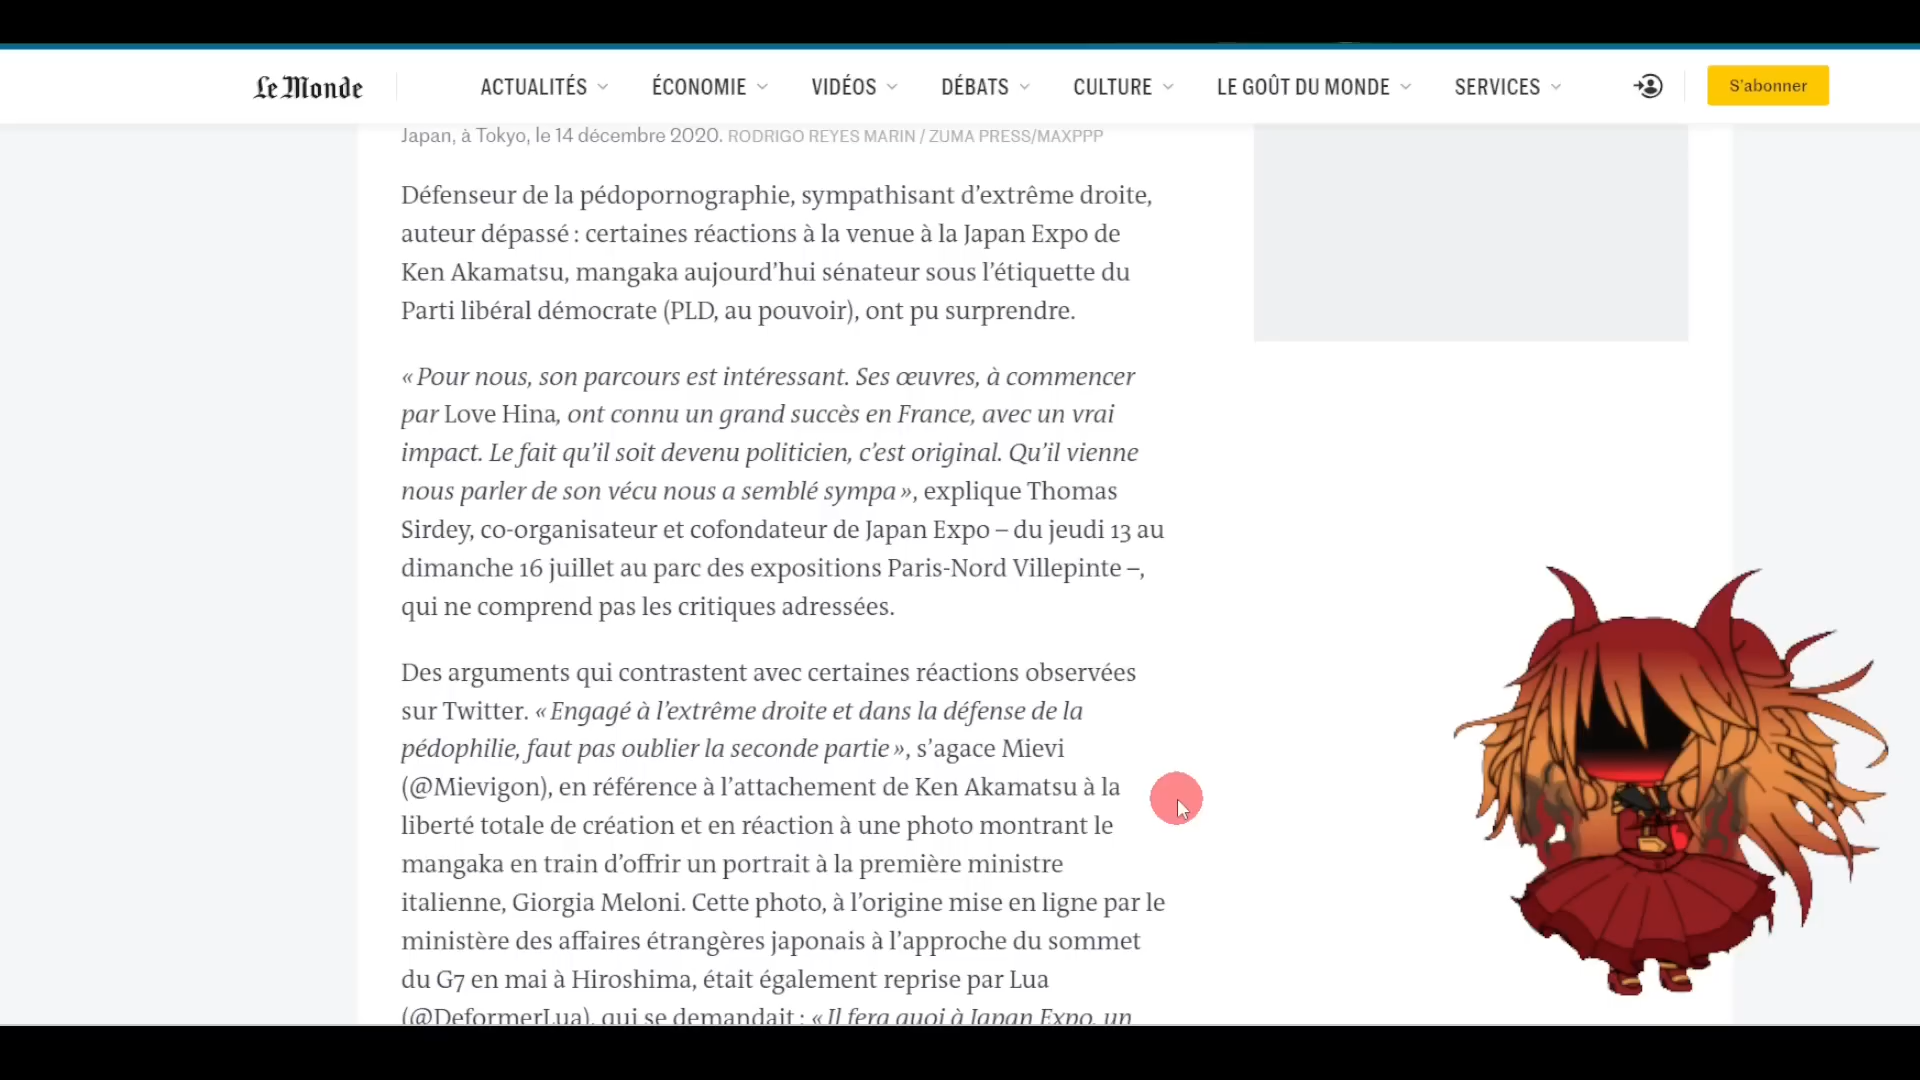 Le Monde
ACTUALITÉS
ÉCONOMIE
VIDÉOS
DÉBATS
CULTURE
LE GOÛT DU MONDE
SERVICES
S'abonner
Japan, à Tokyo, le 14 décembre 2020. RODRIGO REYES MARIN / ZUMA PRESS/MAXPPP
Défenseur de la pédopornographie, sympathisant d’extrême droite,
auteur dépassé : certaines réactions à la venue à la Japan Expo de
Ken Akamatsu, mangaka aujourd’hui sénateur sous l’étiquette du
Parti libéral démocrate (PLD, au pouvoir), ont pu surprendre.
« Pour nous, son parcours est intéressant. Ses œuvres, à commencer
par Love Hina, ont connu un grand succès en France, avec un vrai
impact. Le fait qu’il soit devenu politicien, c’est original. Qu’il vienne
nous parler de son vécu nous a semblé sympa », explique Thomas
Sirdey, co-organisateur et cofondateur de Japan Expo – du jeudi 13 au
dimanche 16 juillet au parc des expositions Paris-Nord Villepinte –,
qui ne comprend pas les critiques adressées.
Des arguments qui contrastent avec certaines réactions observées
sur Twitter. « Engagé à l’extrême droite et dans la défense de la
pédophilie, faut pas oublier la seconde partie », s’agace Mievi
(@Mievigon), en référence à l’attachement de Ken Akamatsu à la
liberté totale de création et en réaction à une photo montrant le
mangaka en train d’offrir un portrait à la première ministre
italienne, Giorgia Meloni. Cette photo, à l’origine mise en ligne par le
ministère des affaires étrangères japonais à l’approche du sommet
du G7 en mai à Hiroshima, était également reprise par Lua
(@DeformerLua), qui se demandait : « Il fera quoi à Japan Expo, un